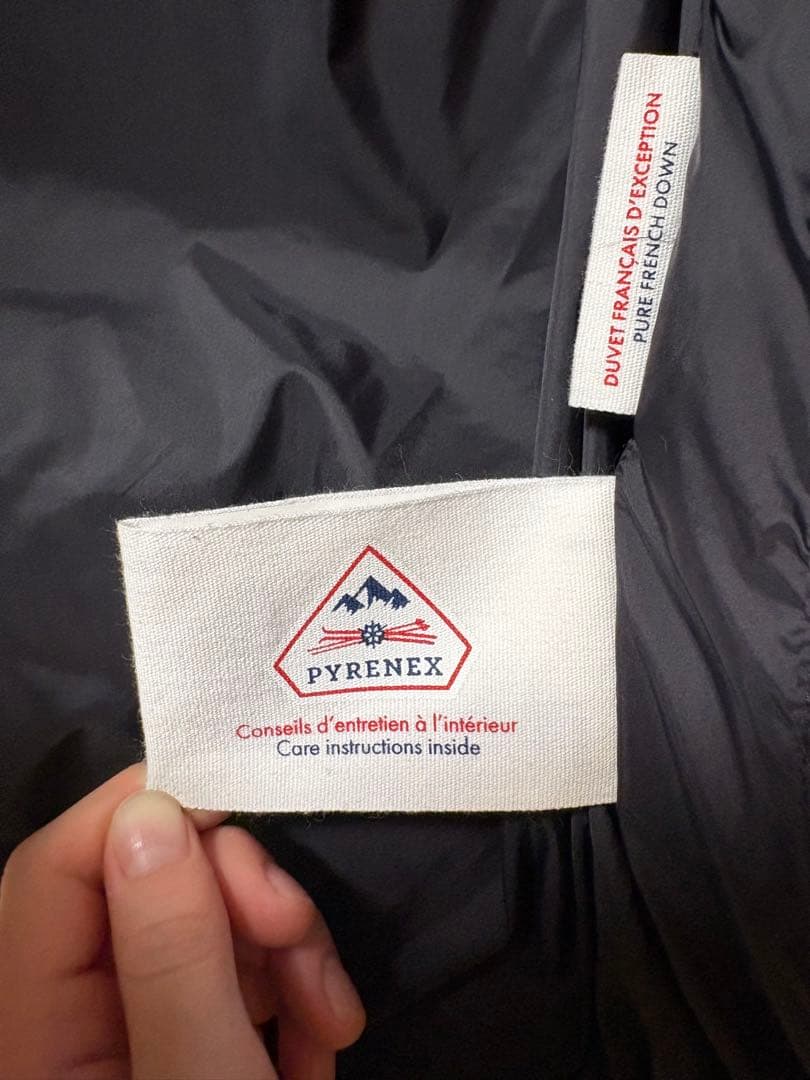 DUVET FRANÇAIS D'EXCEPTION
PURE FRENCH DOWN
PYRENEX
Conseils d'entretien à l'intérieur
Care instructions inside